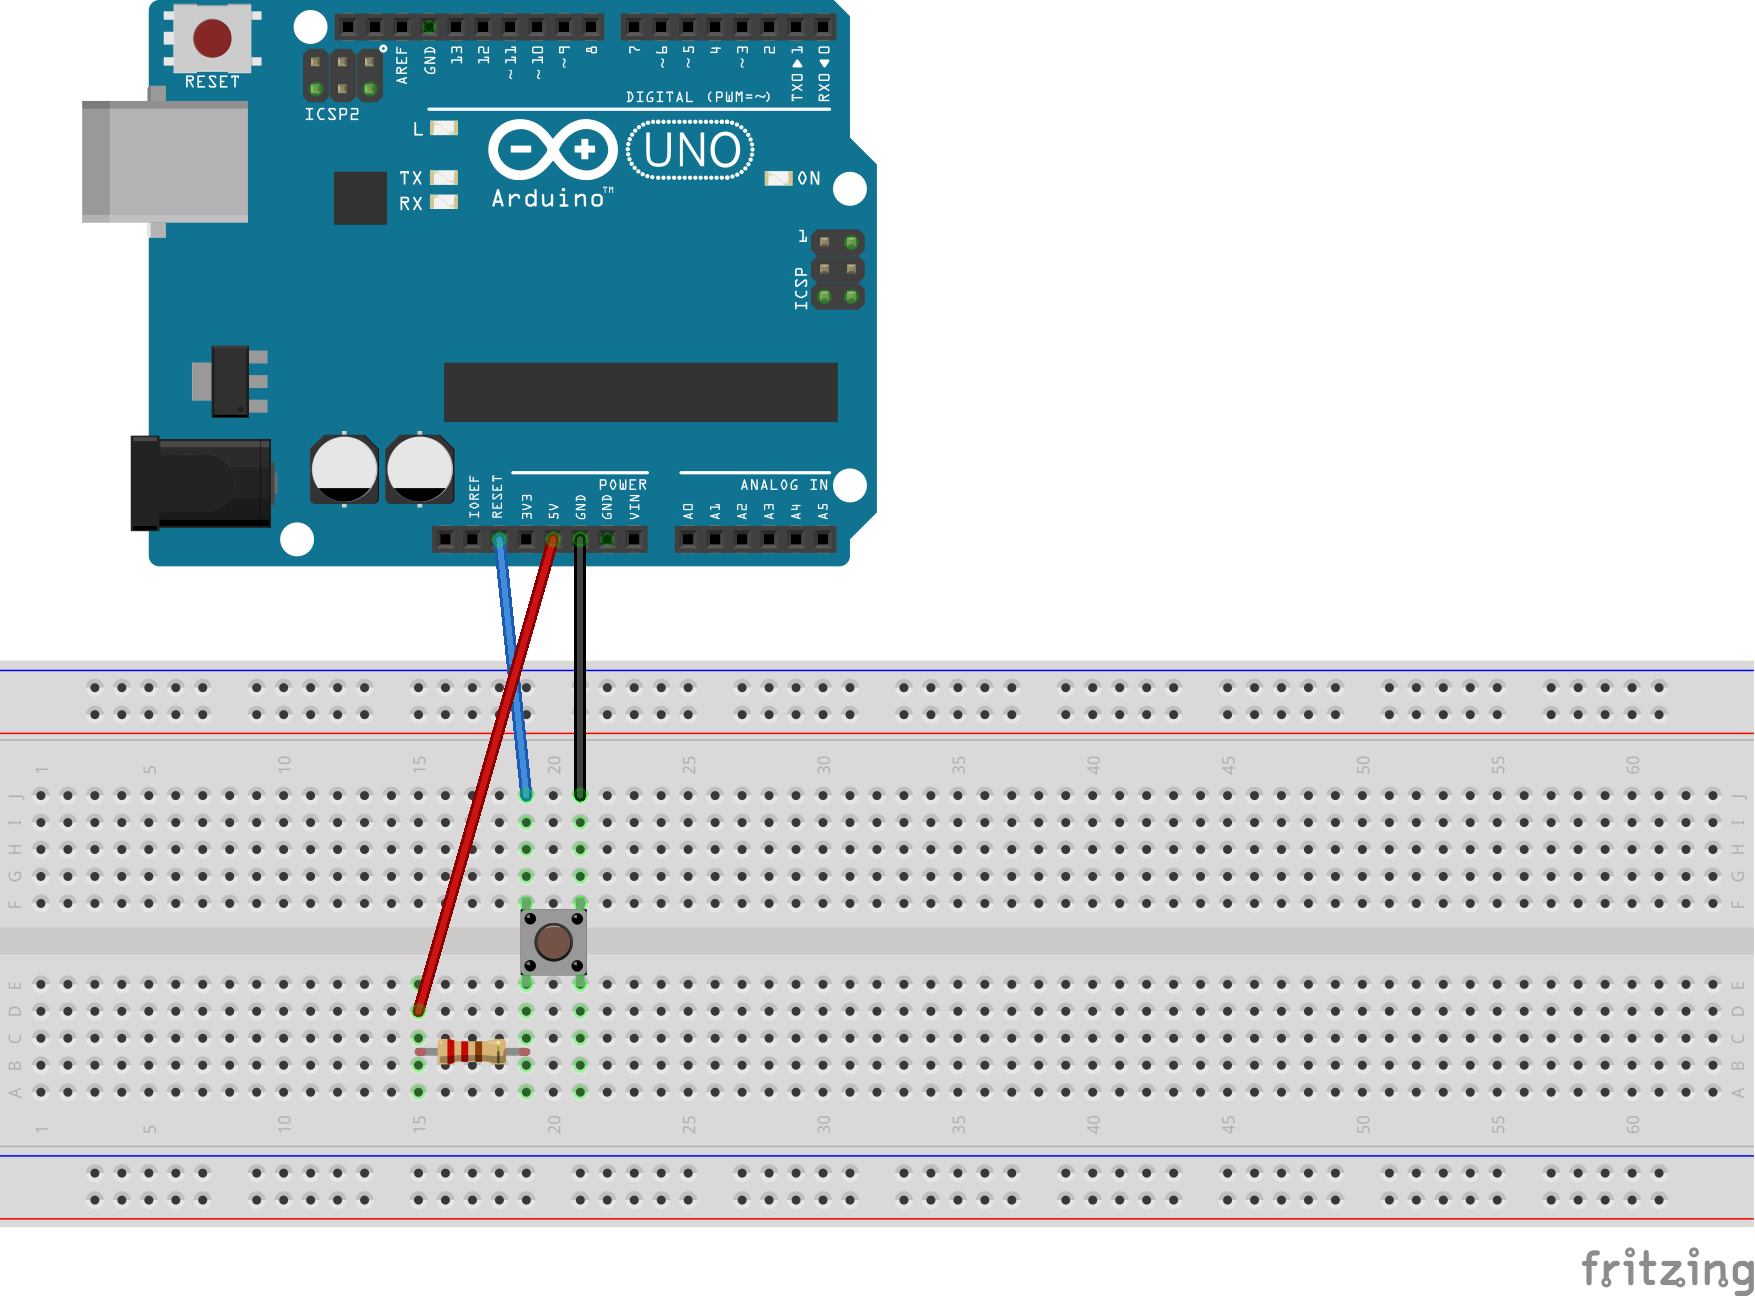 RESET
ICSP2
AREF
GND
13
12
~11
~10
~9
8
7
~6
~5
4
~3
2
TX0▶1
RX0◀0
DIGITAL (PWM=~)
L
TX
RX
UNO
Arduino™
ON
1
ICSP
POWER
ANALOG IN
IOREF
RESET
3V3
5V
GND
GND
VIN
A0
A1
A2
A3
A4
A5
1 5 10 15 20 25 30 35 40 45 50 55 60
J J
I I
H H
G G
F F
E E
D D
C C
B B
A A
1 5 10 15 20 25 30 35 40 45 50 55 60
fritzing